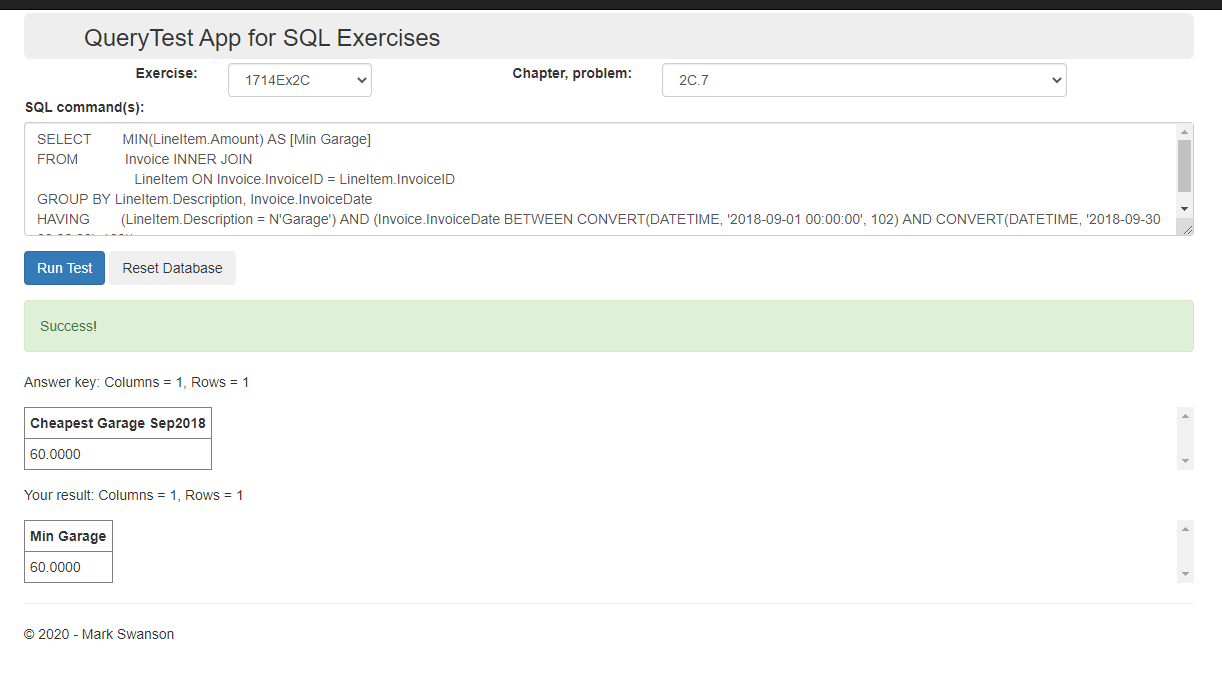 QueryTest App for SQL Exercises
Exercise: 1714Ex2C Chapter, problem: 2C.7
SQL command(s):
SELECT MIN(LineItem.Amount) AS [Min Garage]
FROM Invoice INNER JOIN
LineItem ON Invoice.InvoiceID = LineItem.InvoiceID
GROUP BY LineItem.Description, Invoice.InvoiceDate
HAVING (LineItem.Description = N'Garage') AND (Invoice.InvoiceDate BETWEEN CONVERT(DATETIME, '2018-09-01 00:00:00', 102) AND CONVERT(DATETIME, '2018-09-30
Run Test Reset Database
Success!
Answer key: Columns = 1, Rows = 1
Cheapest Garage Sep2018
60.0000
Your result: Columns = 1, Rows = 1
Min Garage
60.0000
© 2020 - Mark Swanson